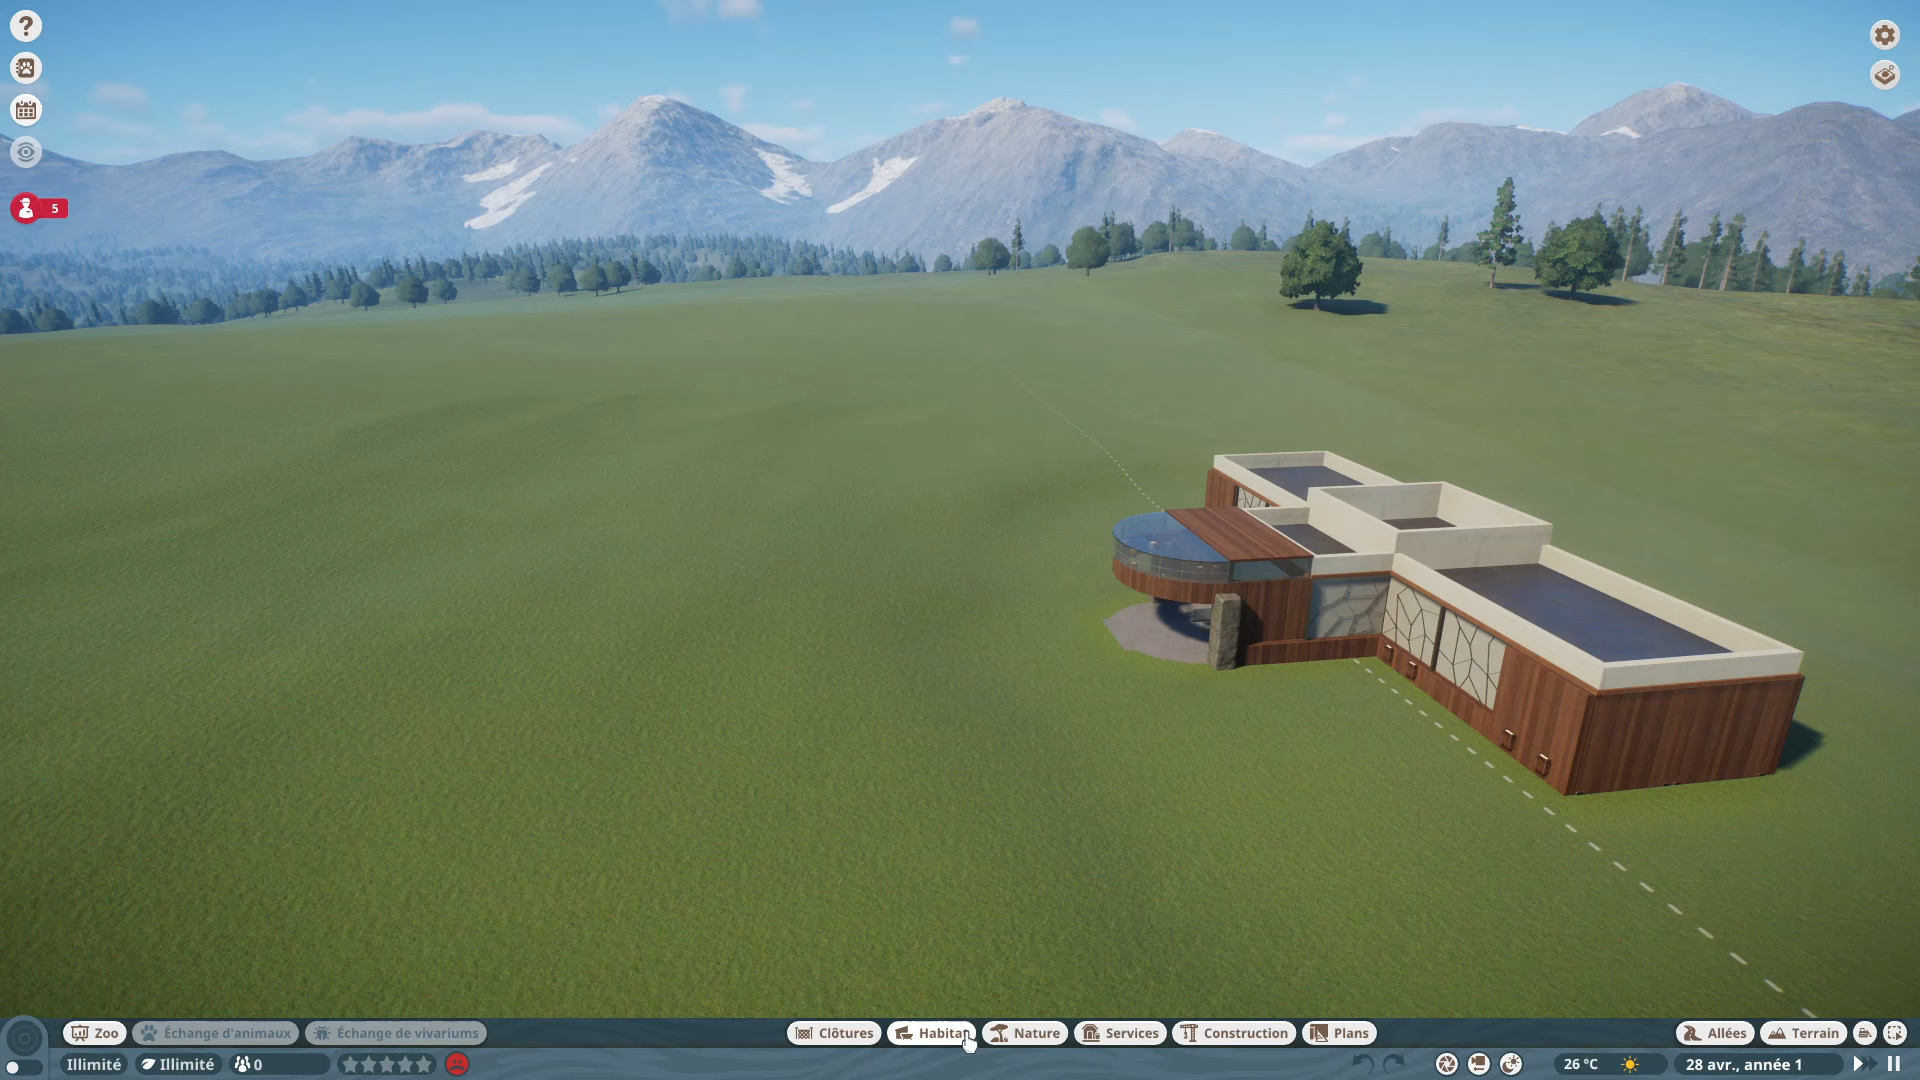 ?
5
Zoo
Échange d'animaux
Échange de vivariums
Clôtures
Habitat
Nature
Services
Construction
Plans
Allées
Terrain
Illimité
Illimité
0
26 °C
28 avr., année 1